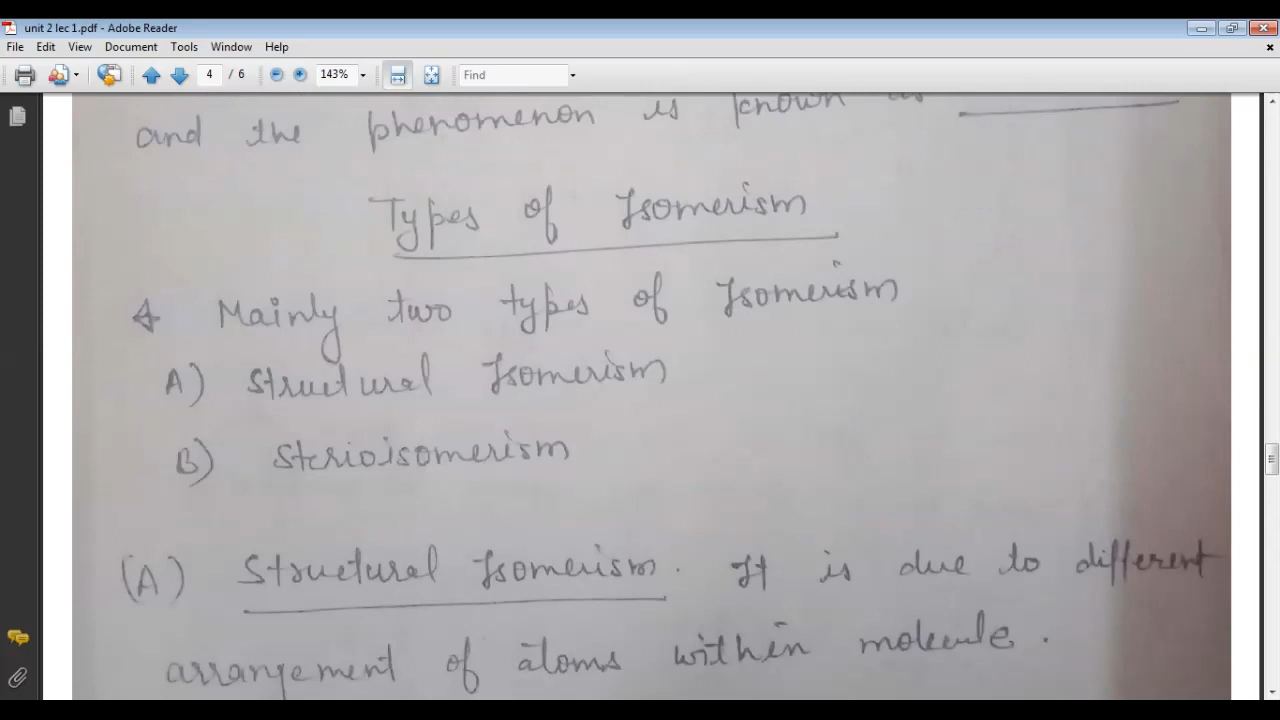 unit 2 lec 1.pdf - Adobe Reader
File Edit View Document Tools Window Help
4 / 6 143% Find
and the phenomenon is known as
Types of Isomerism
Mainly two types of Isomerism
A) Structural Isomerism
B) Sterioisomerism
(A) Structural Isomerism. It is due to different
arrangement of atoms within molecule.